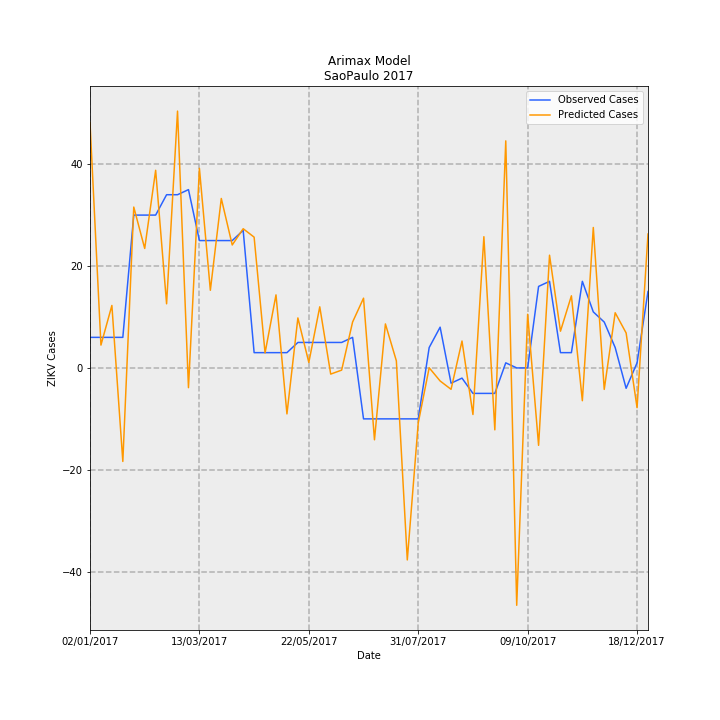 Arimax Model
SaoPaulo 2017
Observed Cases
Predicted Cases
ZIKV Cases
40
20
0
−20
−40
02/01/2017
13/03/2017
22/05/2017
31/07/2017
09/10/2017
18/12/2017
Date